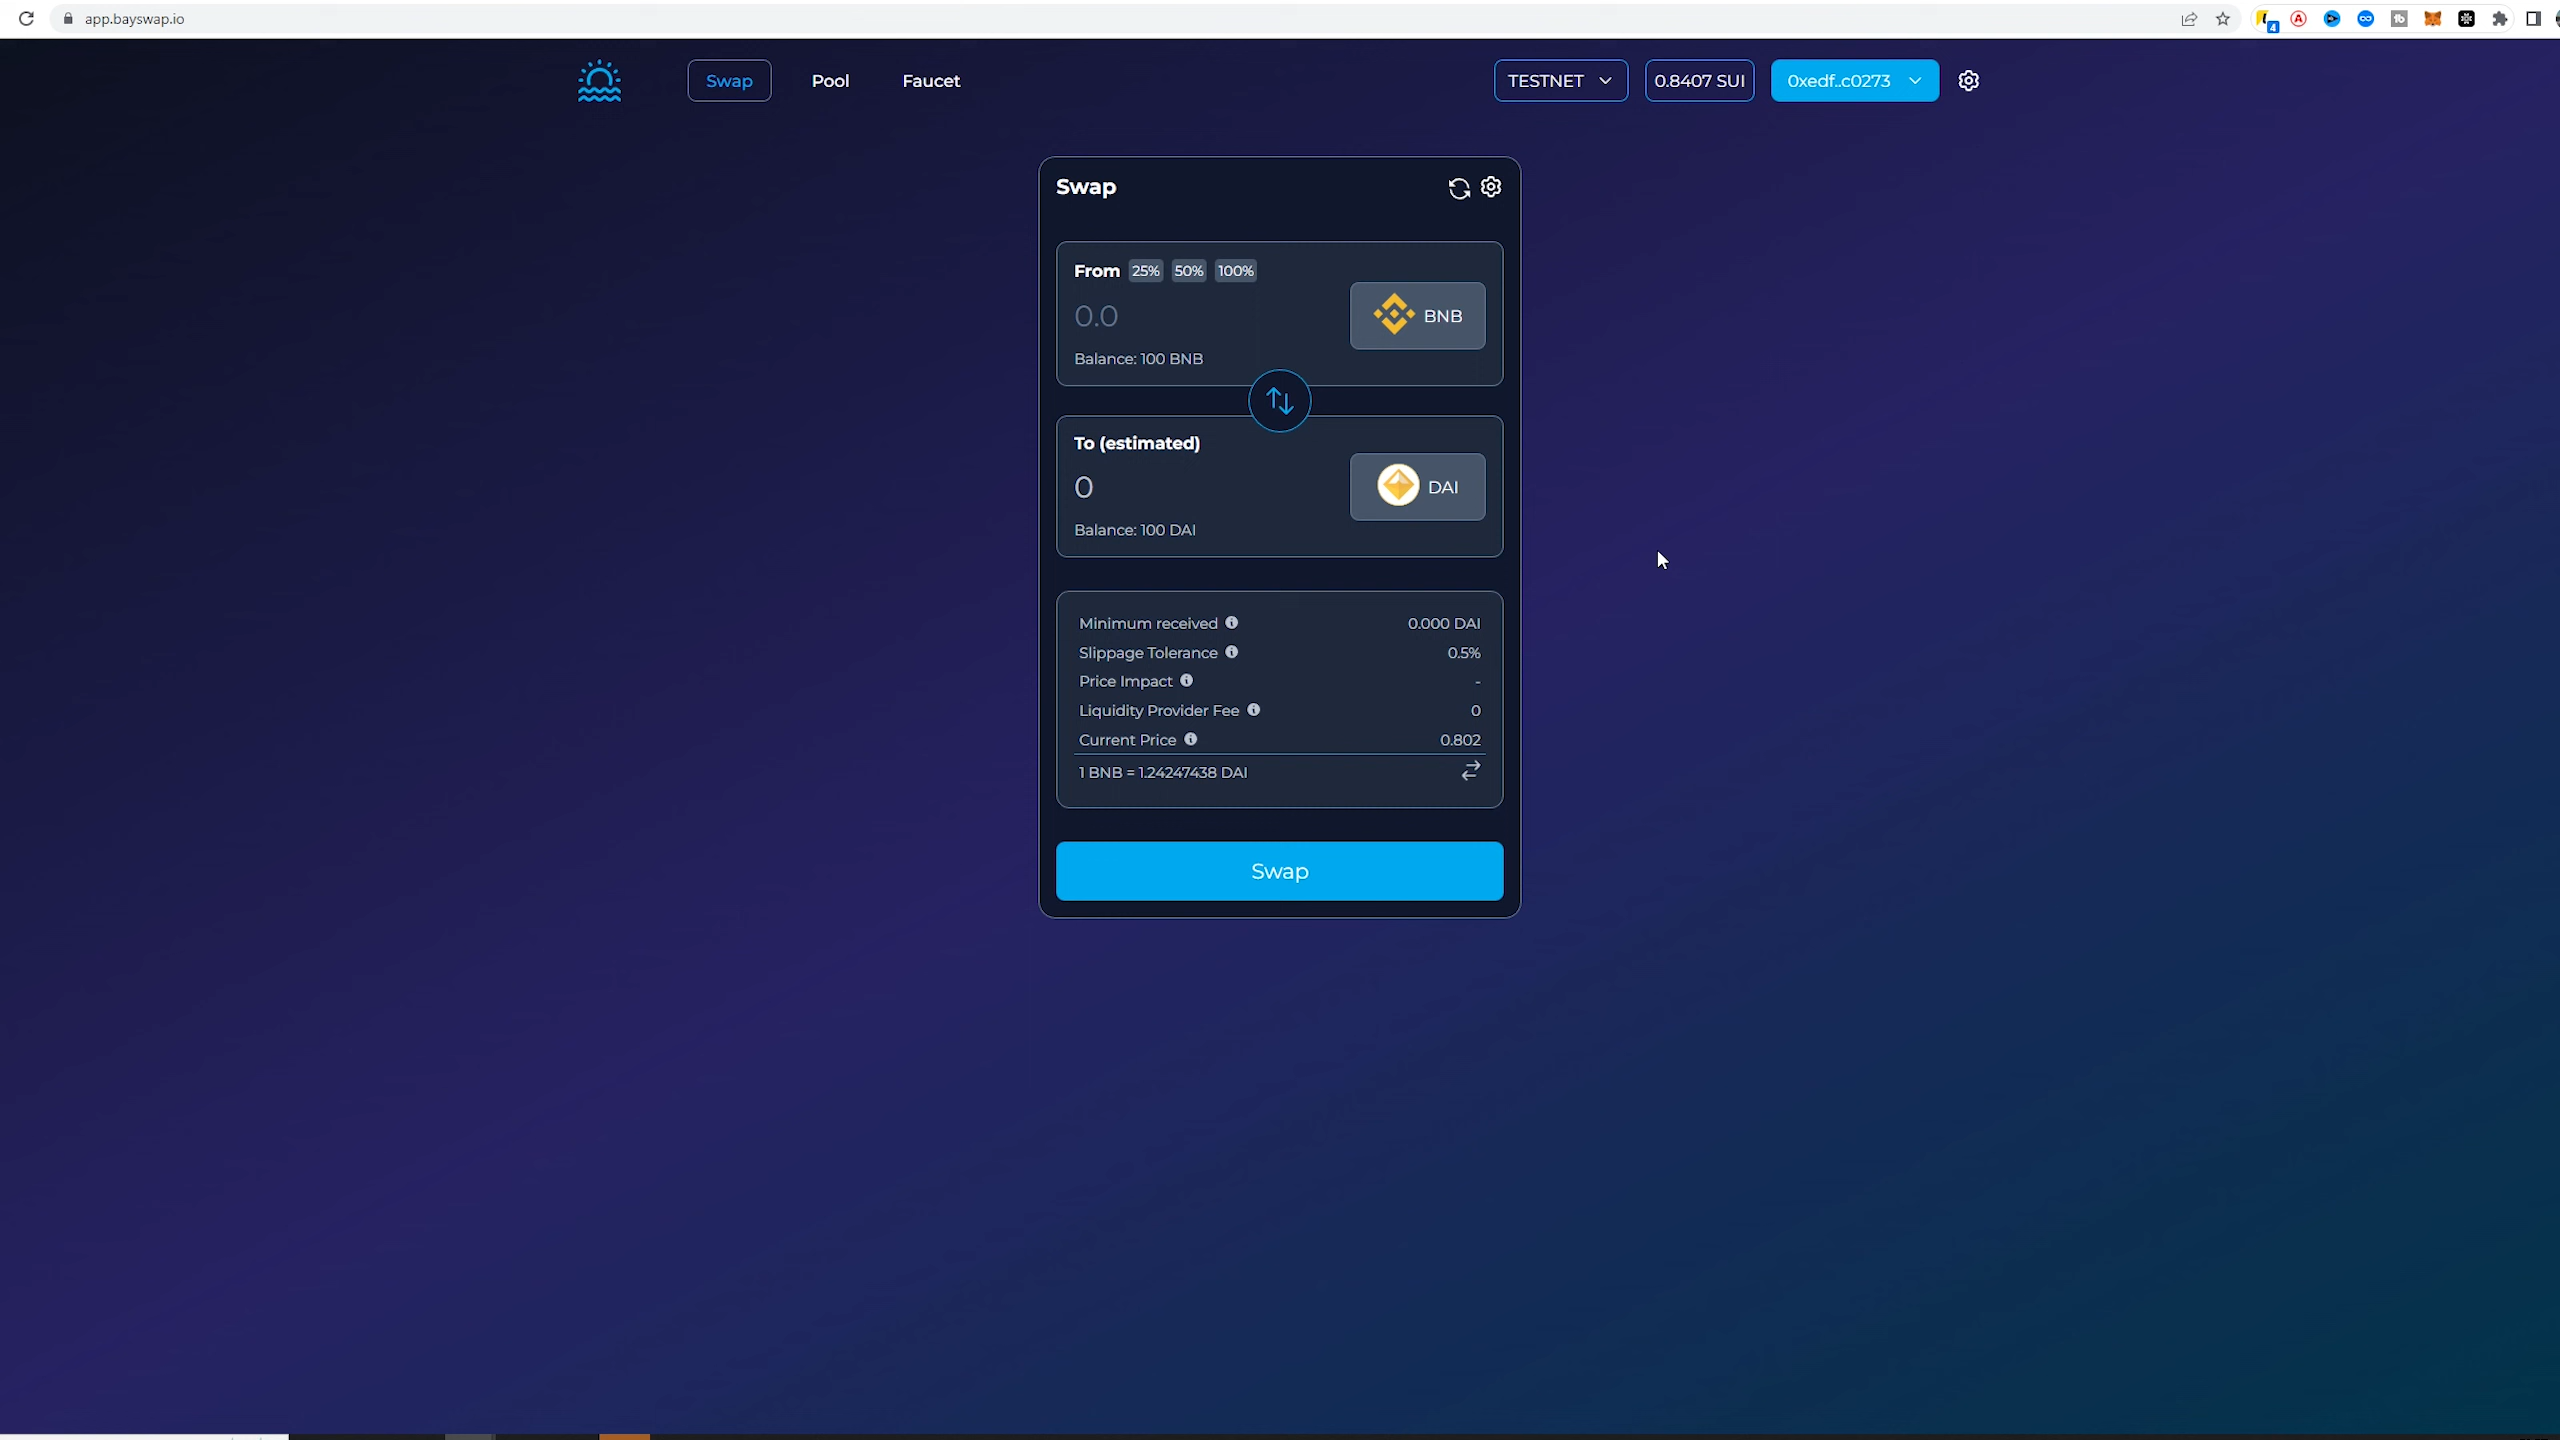 app.bayswap.io
4
Swap Pool Faucet TESTNET 0.8407 SUI 0xedf..c0273
Swap
From 25% 50% 100%
0.0
BNB
Balance: 100 BNB
To (estimated)
0
DAI
Balance: 100 DAI
Minimum received 0.000 DAI
Slippage Tolerance 0.5%
Price Impact -
Liquidity Provider Fee 0
Current Price 0.802
1 BNB = 1.24247438 DAI
Swap